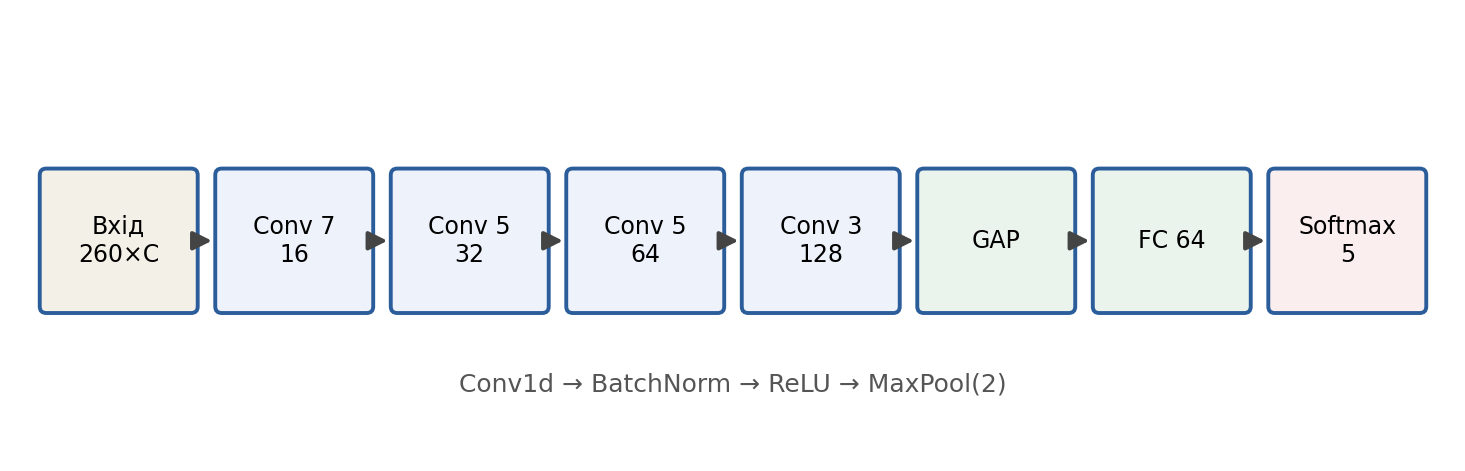 Вхід
260×C
Conv 7
16
Conv 5
32
Conv 5
64
Conv 3
128
GAP
FC 64
Softmax
5
Conv1d → BatchNorm → ReLU → MaxPool(2)